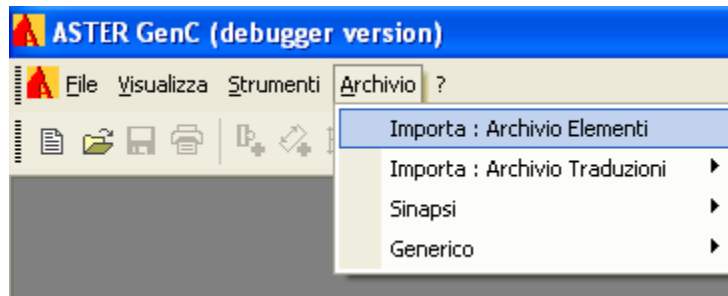 ASTER GenC (debugger version)
File Visualizza Strumenti Archivio ?
Importa : Archivio Elementi
Importa : Archivio Traduzioni
Sinapsi
Generico